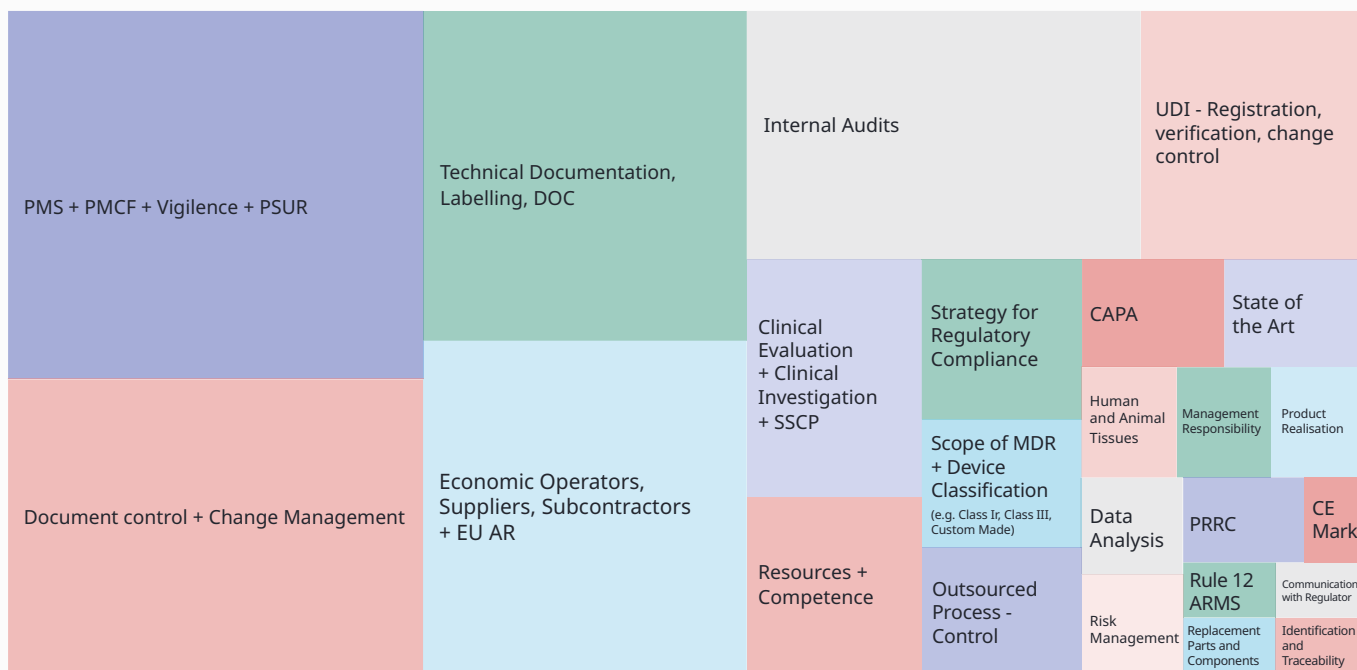 PMS + PMCF + Vigilence + PSUR
Document control + Change Management
Technical Documentation,
Labelling, DOC
Economic Operators,
Suppliers, Subcontractors
+ EU AR
Internal Audits
UDI - Registration,
verification, change
control
Clinical
Evaluation
+ Clinical
Investigation
+ SSCP
Resources +
Competence
Strategy for
Regulatory
Compliance
Scope of MDR
+ Device
Classification
(e.g. Class Ir, Class III,
Custom Made)
Outsourced
Process -
Control
CAPA
State of
the Art
Human
and Animal
Tissues
Management
Responsibility
Product
Realisation
Data
Analysis
PRRC
CE
Mark
Risk
Management
Rule 12
ARMS
Communication
with Regulator
Replacement
Parts and
Components
Identification
and
Traceability